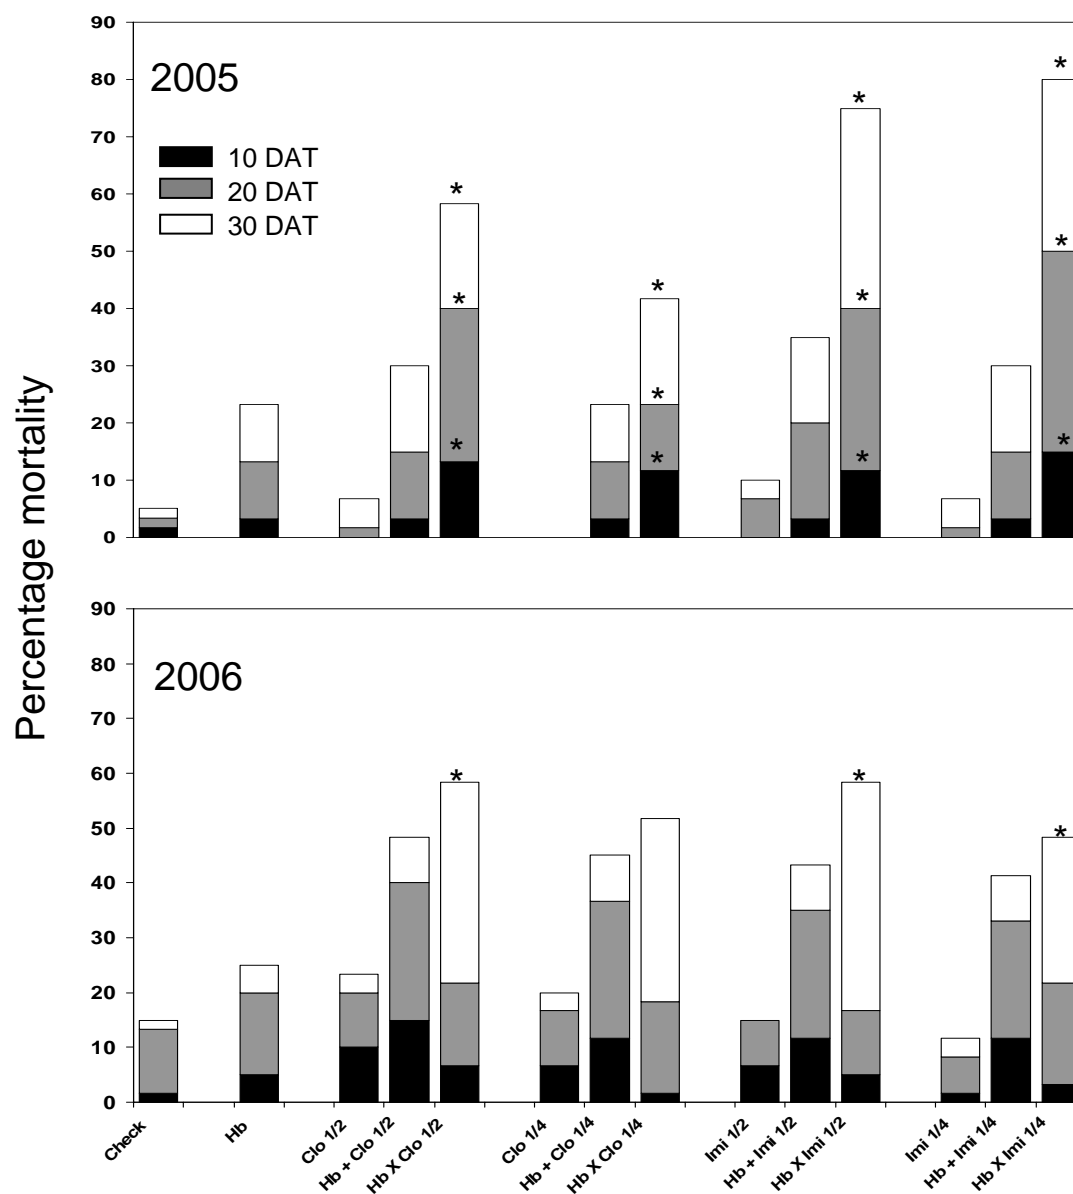 Percentage mortality
90
80
70
60
50
40
30
20
10
0
2005
10 DAT
20 DAT
30 DAT
*
*
*
*
*
*
*
*
*
*
*
*
90
80
70
60
50
40
30
20
10
0
2006
*
*
*
Check
Hb
Clo 1/2
Hb + Clo 1/2
Hb X Clo 1/2
Clo 1/4
Hb + Clo 1/4
Hb X Clo 1/4
Imi 1/2
Hb + Imi 1/2
Hb X Imi 1/2
Imi 1/4
Hb + Imi 1/4
Hb X Imi 1/4